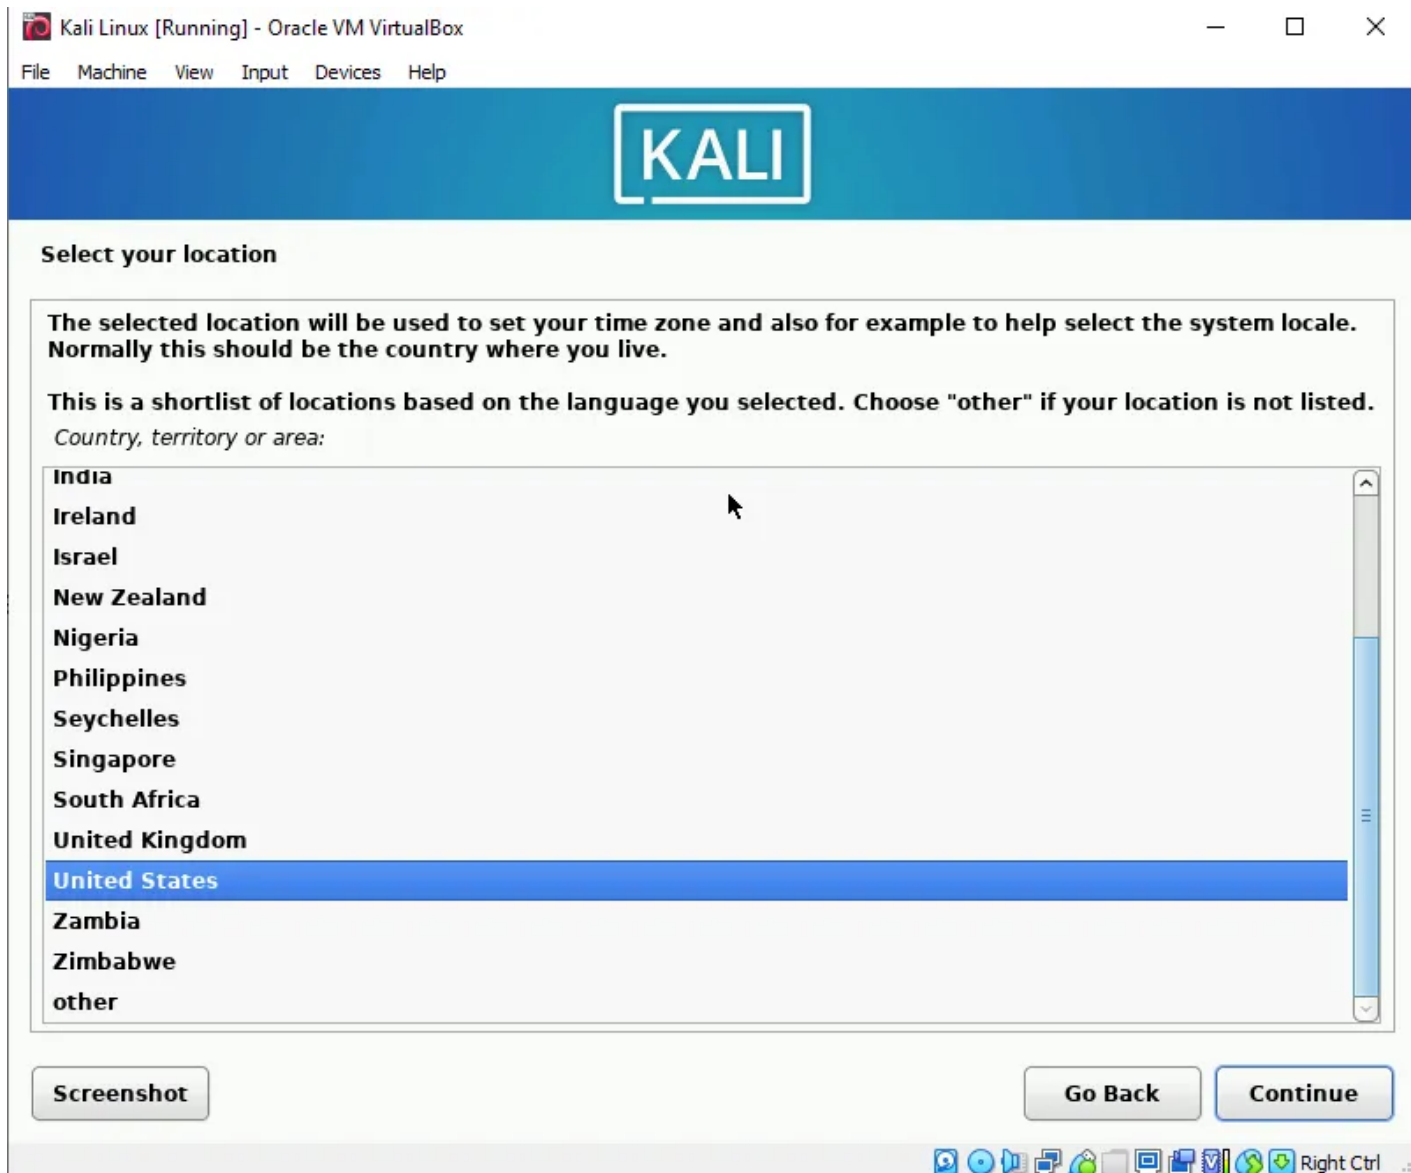 Kali Linux [Running] - Oracle VM VirtualBox
File Machine View Input Devices Help
KALI
Select your location
The selected location will be used to set your time zone and also for example to help select the system locale.
Normally this should be the country where you live.
This is a shortlist of locations based on the language you selected. Choose "other" if your location is not listed.
Country, territory or area:
India
Ireland
Israel
New Zealand
Nigeria
Philippines
Seychelles
Singapore
South Africa
United Kingdom
United States
Zambia
Zimbabwe
other
Screenshot Go Back Continue
Right Ctrl